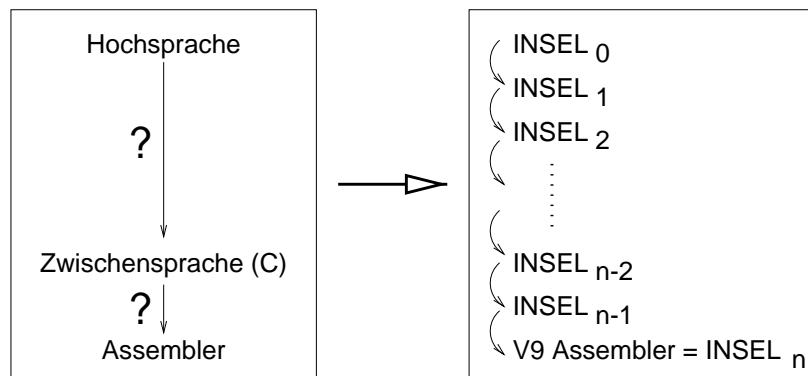 Hochsprache
?
Zwischensprache (C)
?
Assembler
INSEL 0
INSEL 1
INSEL 2
INSEL n-2
INSEL n-1
V9 Assembler = INSEL n